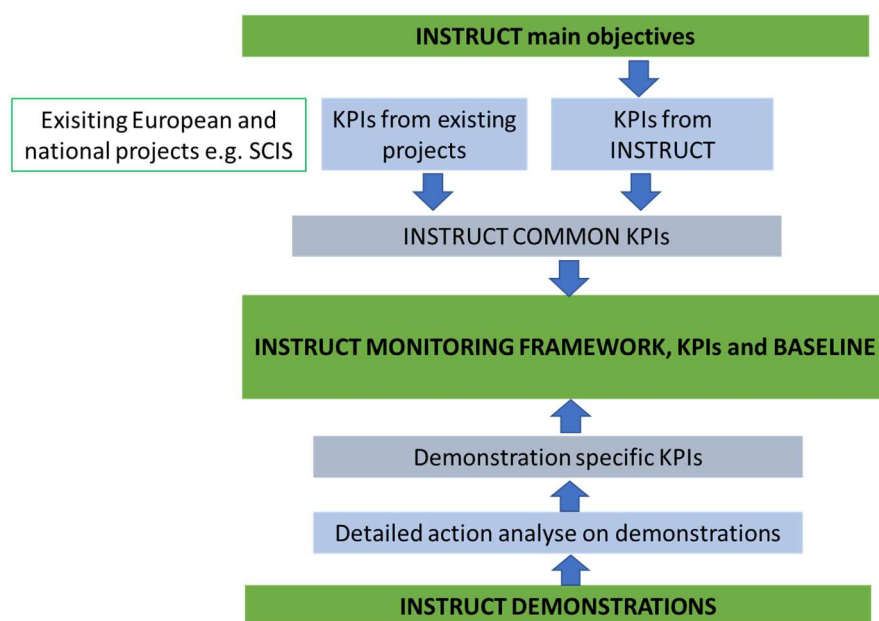 INSTRUCT main objectives
Exisiting European and
national projects e.g. SCIS
KPIs from existing
projects
KPIs from
INSTRUCT
INSTRUCT COMMON KPIs
INSTRUCT MONITORING FRAMEWORK, KPIs and BASELINE
Demonstration specific KPIs
Detailed action analyse on demonstrations
INSTRUCT DEMONSTRATIONS